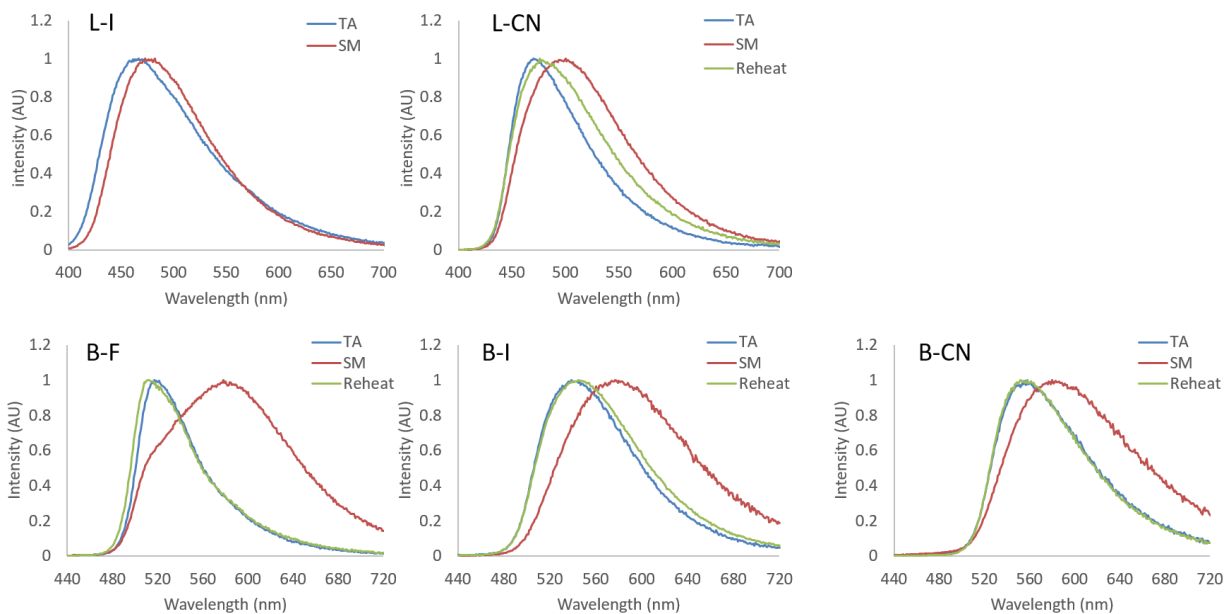 L-I
TA
SM
1.2
1
0.8
0.6
0.4
0.2
0
intensity (AU)
400 450 500 550 600 650 700
Wavelength (nm)
L-CN
TA
SM
Reheat
1.2
1
0.8
0.6
0.4
0.2
0
intensity (AU)
400 450 500 550 600 650 700
Wavelength (nm)
B-F
TA
SM
Reheat
1.2
1
0.8
0.6
0.4
0.2
0
Intensity (AU)
440 480 520 560 600 640 680 720
Wavelength (nm)
B-I
TA
SM
Reheat
1.2
1
0.8
0.6
0.4
0.2
0
Intensity (AU)
440 480 520 560 600 640 680 720
Wavelength (nm)
B-CN
TA
SM
Reheat
1.2
1
0.8
0.6
0.4
0.2
0
Intensity (AU)
440 480 520 560 600 640 680 720
Wavelength (nm)